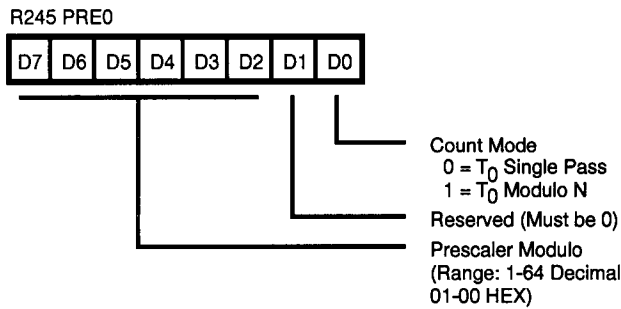 R245 PRE0
D7 D6 D5 D4 D3 D2 D1 D0
Count Mode
0 = T0 Single Pass
1 = T0 Modulo N
Reserved (Must be 0)
Prescaler Modulo
(Range: 1-64 Decimal
01-00 HEX)